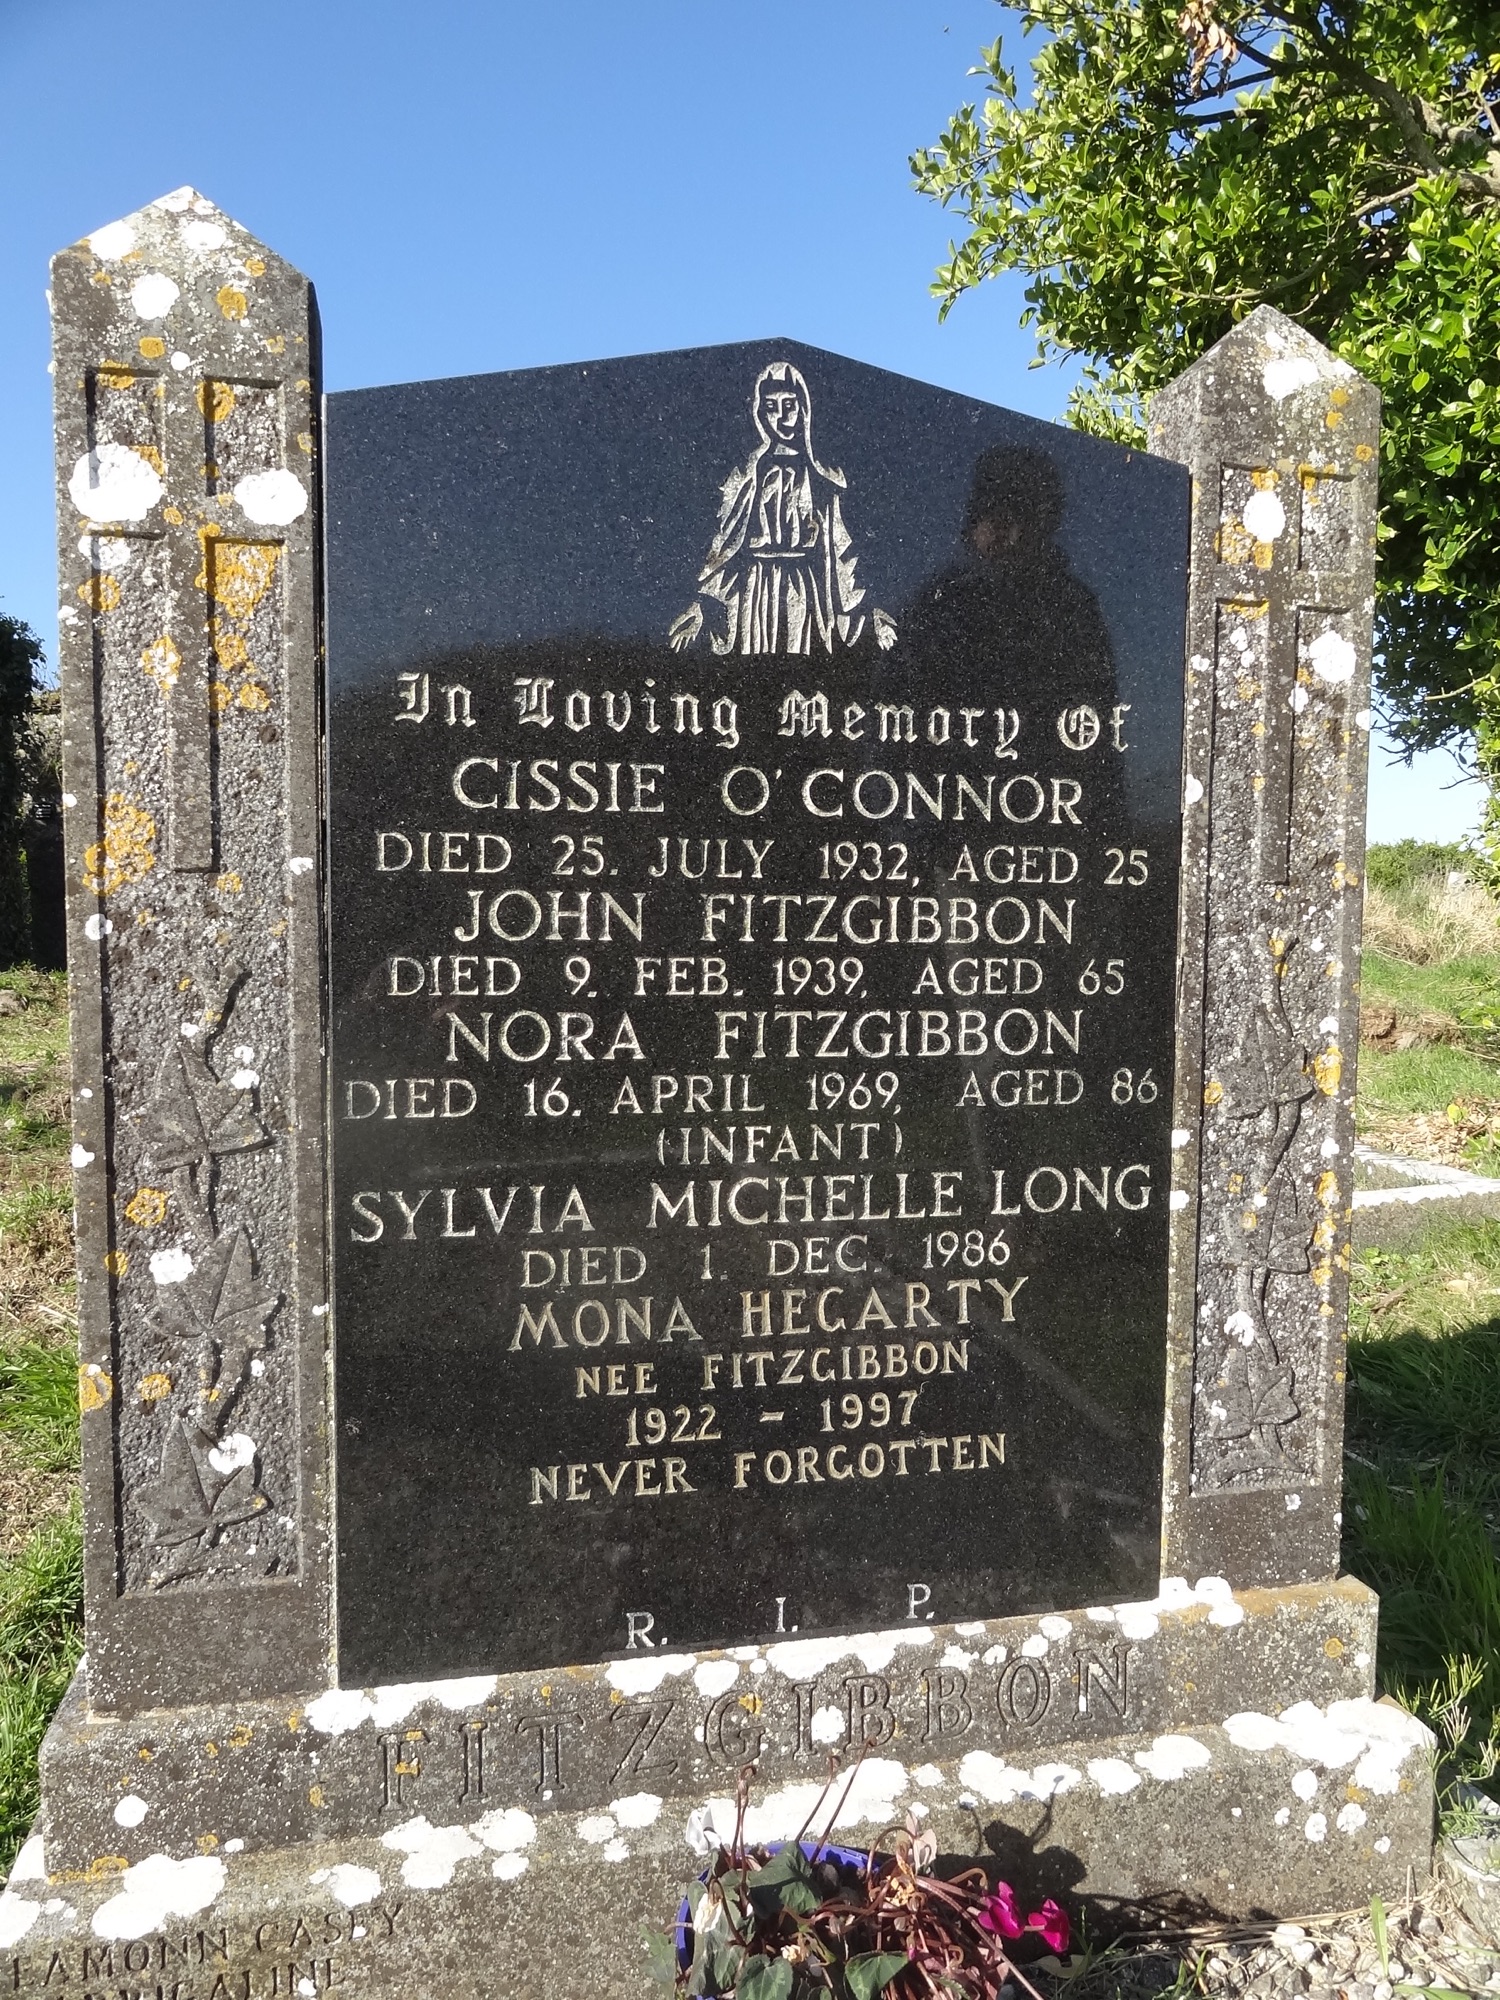 In Loving Memory Of
CISSIE O'CONNOR
DIED 25. JULY 1932, AGED 25
JOHN FITZGIBBON
DIED 9. FEB. 1939, AGED 65
NORA FITZGIBBON
DIED 16. APRIL 1969, AGED 86
(INFANT)
SYLVIA MICHELLE LONG
DIED 1. DEC. 1986
MONA HEGARTY
NEE FITZGIBBON
1922 - 1997
NEVER FORGOTTEN
R. I. P.
FITZGIBBON
EAMONN CASEY